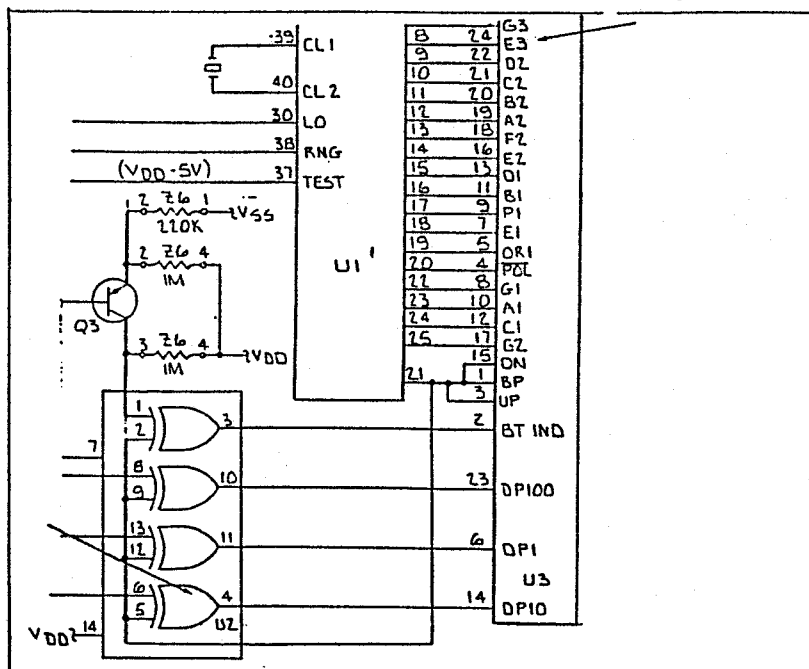 G3
39 CL1 8 24 E3
9 22 D2
40 CL2 10 21 C2
11 20 B2
30 LO 12 19 A2
13 18 F2
38 RNG 14 16 E2
(VDD-5V) 37 TEST 15 13 D1
16 11 B1
1 2 Z6 1 VSS 17 9 P1
220K 18 7 E1
2 Z6 4 U1' 19 5 OR1
1M 20 4 POL
22 8 G1
Q3 23 10 A1
24 12 C1
3 Z6 4 VDD 25 17 G2
1M 15 ON
21 1 BP
3 UP
1 2 3 2 BT IND
7
8 9 10 23 DP100
13 12 11 6 DP1
U3
6 5 4 14 DP10
U2
VDD 14